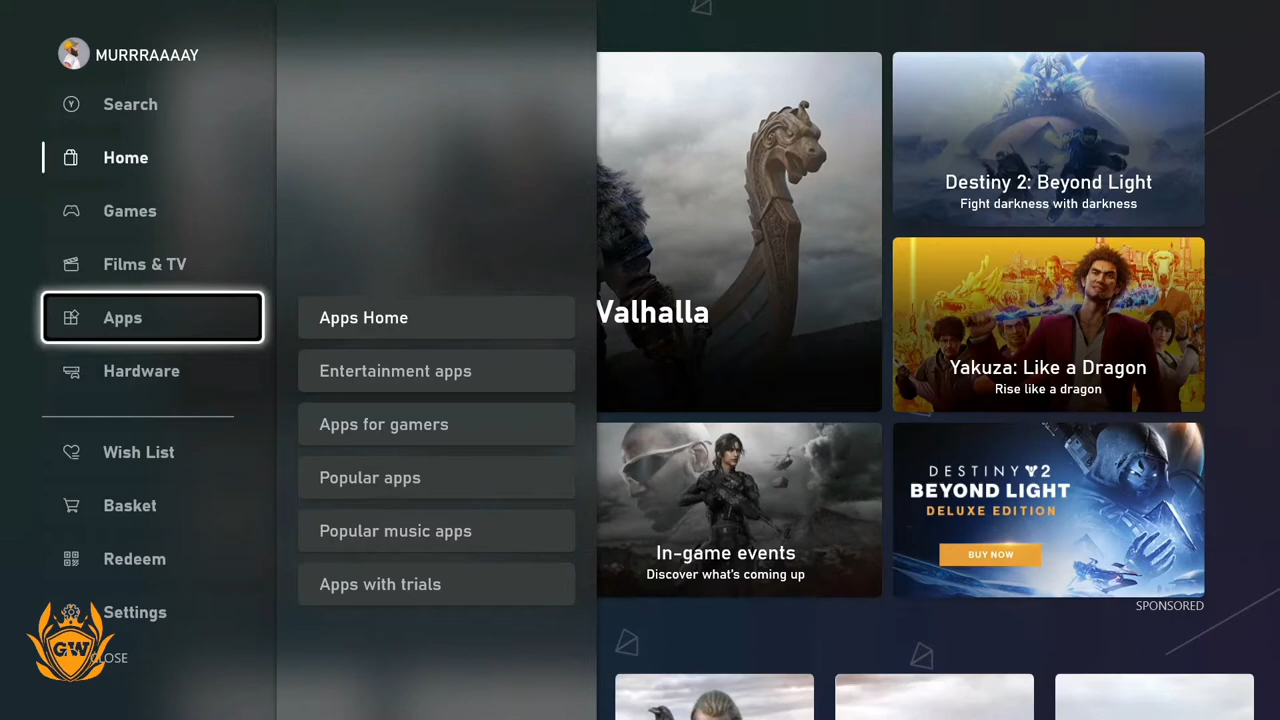 MURRRAAAAY
Search
Home
Games
Films & TV
Apps
Hardware
Wish List
Basket
Redeem
Settings
GW
CLOSE
Apps Home
Entertainment apps
Apps for gamers
Popular apps
Popular music apps
Apps with trials
Valhalla
In-game events
Discover what's coming up
Destiny 2: Beyond Light
Fight darkness with darkness
Yakuza: Like a Dragon
Rise like a dragon
DESTINY 2
BEYOND LIGHT
DELUXE EDITION
BUY NOW
SPONSORED